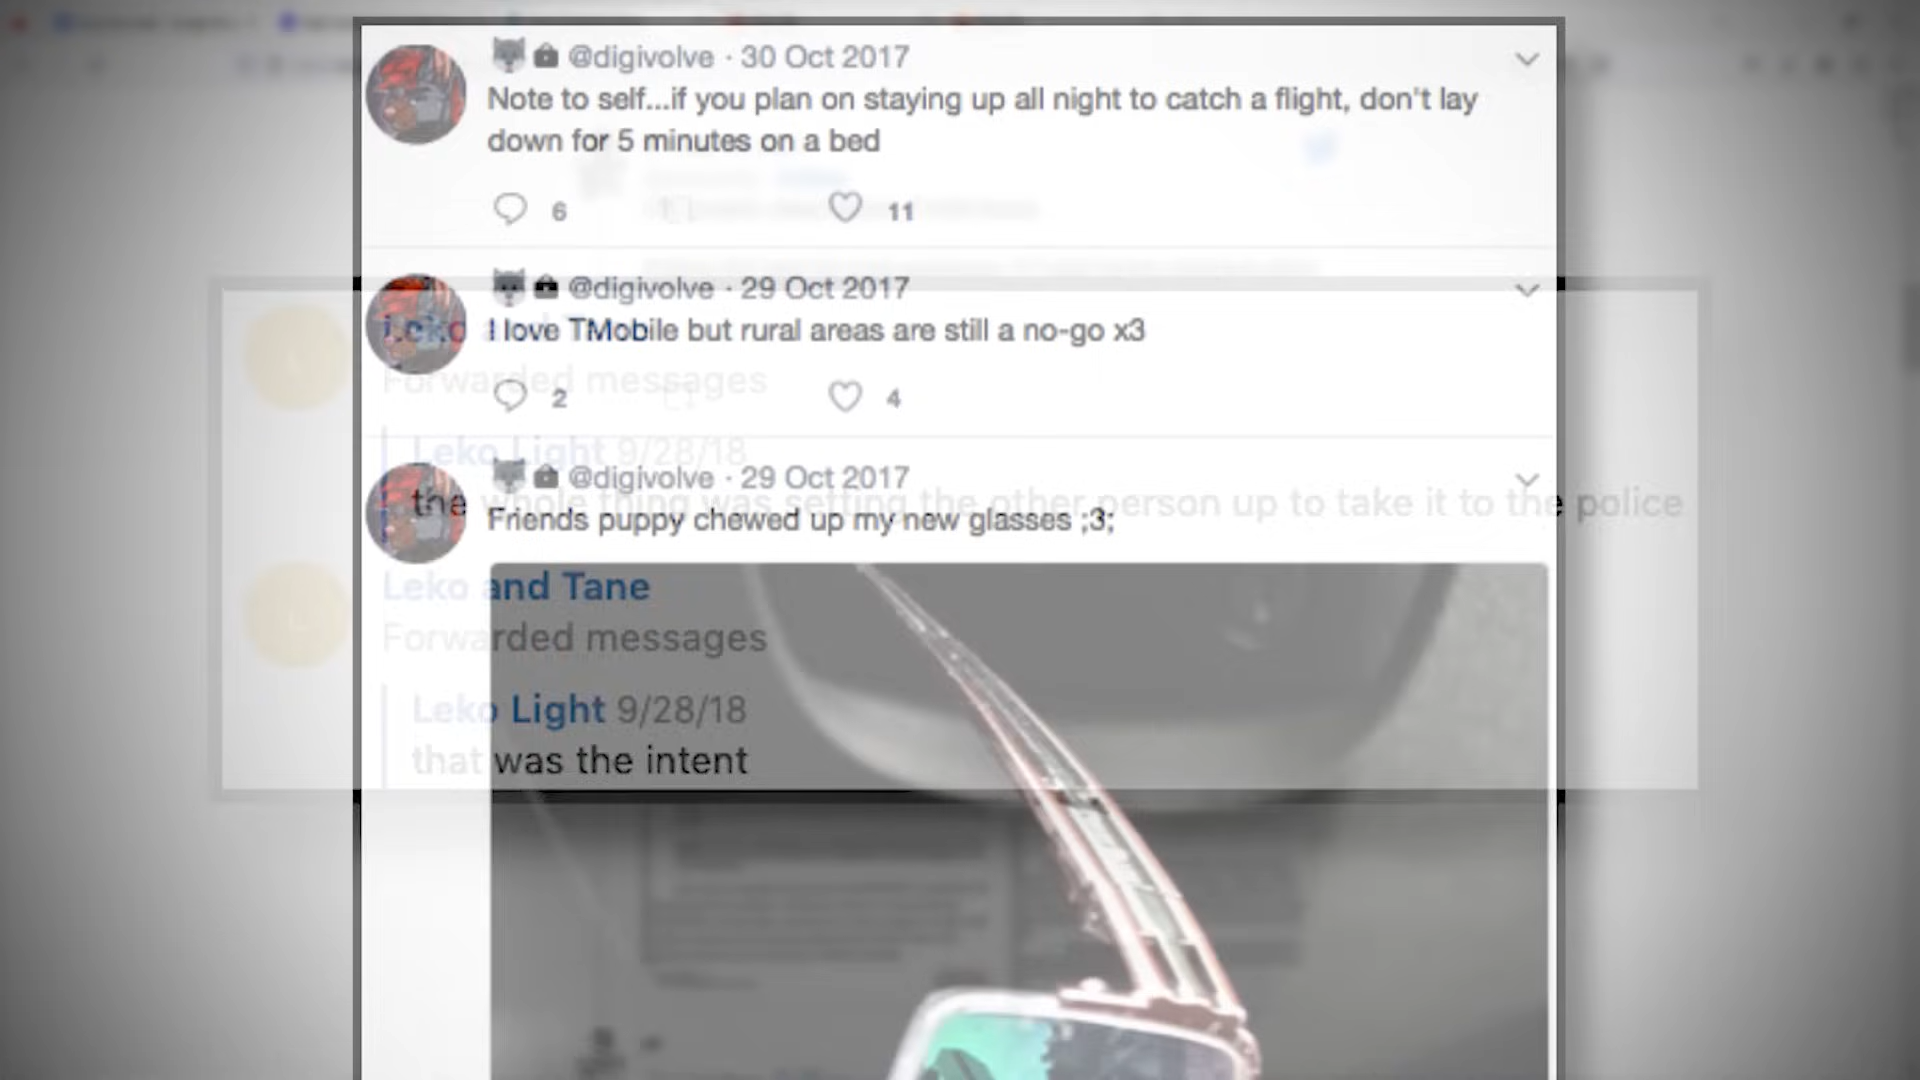 @digivolve · 30 Oct 2017
Note to self...if you plan on staying up all night to catch a flight, don't lay
down for 5 minutes on a bed
6 11
@digivolve · 29 Oct 2017
I love TMobile but rural areas are still a no-go x3
2 4
@digivolve · 29 Oct 2017
Friends puppy chewed up my new glasses ;3;
Leko and Tane
Forwarded messages
Leko Light 9/28/18
the whole thing was setting the other person up to take it to the police
Leko and Tane
Forwarded messages
Leko Light 9/28/18
that was the intent